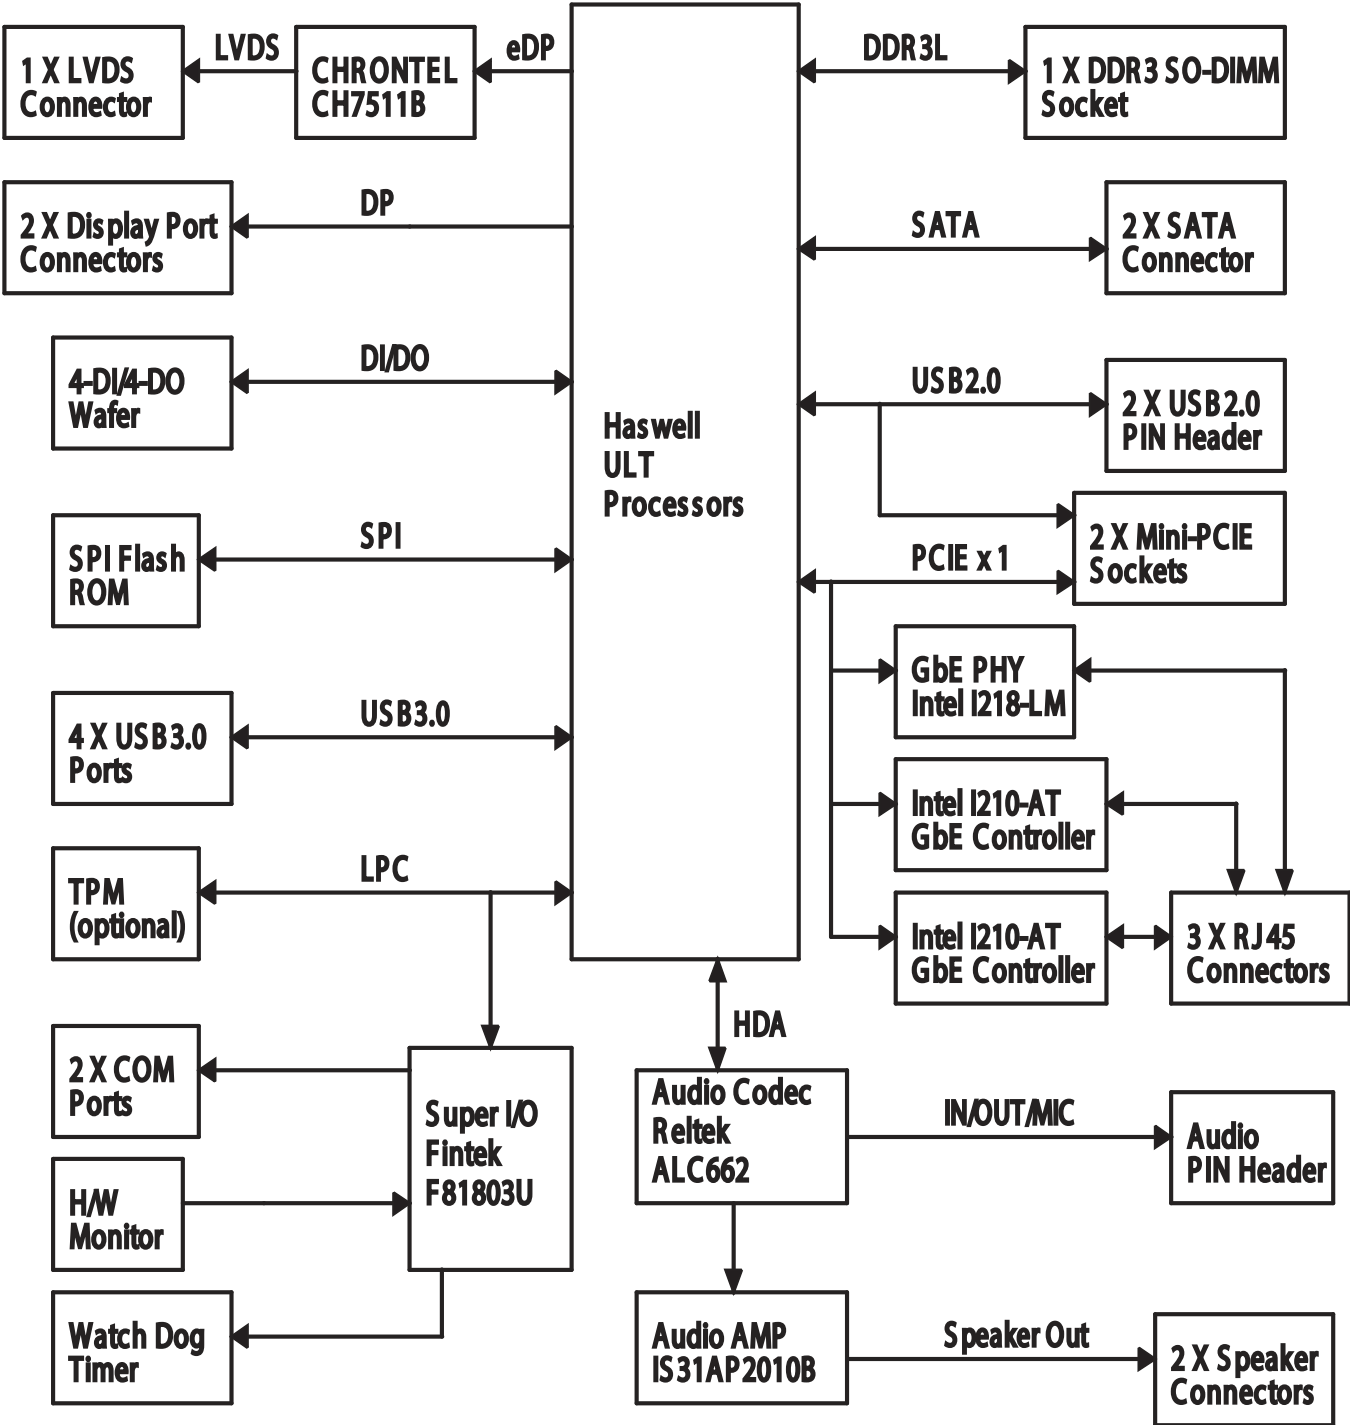 LVDS
eDP
DDR3L
1 X LVDS
Connector
CHRONTEL
CH7511B
1 X DDR3 SO-DIMM
Socket
DP
2 X Display Port
Connectors
SATA
2 X SATA
Connector
DI/DO
4-DI/4-DO
Wafer
USB2.0
2 X USB2.0
PIN Header
Haswell
ULT
Processors
SPI
SPI Flash
ROM
PCIE x 1
2 X Mini-PCIE
Sockets
GbE PHY
Intel I218-LM
USB3.0
4 X USB3.0
Ports
Intel I210-AT
GbE Controller
LPC
TPM
(optional)
Intel I210-AT
GbE Controller
3 X RJ45
Connectors
HDA
2 X COM
Ports
Super I/O
Fintek
F81803U
Audio Codec
Reltek
ALC662
IN/OUT/MIC
Audio
PIN Header
H/W
Monitor
Watch Dog
Timer
Audio AMP
IS31AP2010B
Speaker Out
2 X Speaker
Connectors